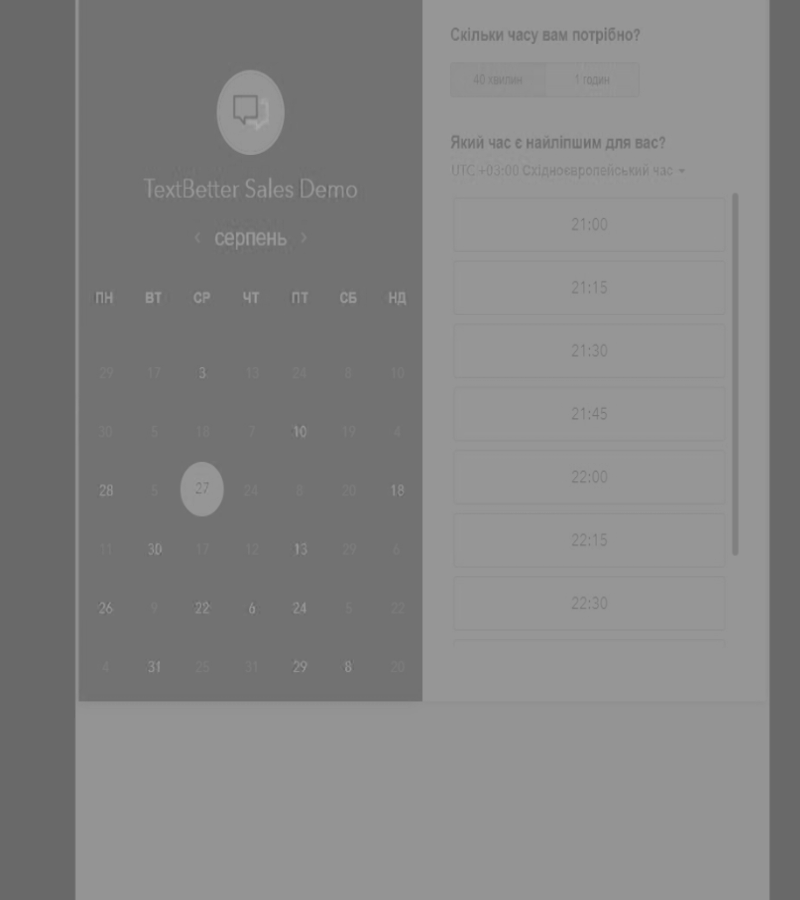 TextBetter Sales Demo
серпень
ПН ВТ СР ЧТ ПТ СБ НД
29 17 3 13 24 8 10
30 5 18 7 10 19 4
28 5 27 24 8 20 18
11 30 17 12 13 29 6
26 9 22 6 24 5 22
4 31 25 31 29 8 20
Скільки часу вам потрібно?
40 хвилин 1 годин
Який час є найліпшим для вас?
UTC +03:00 Східноєвропейський час
21:00
21:15
21:30
21:45
22:00
22:15
22:30